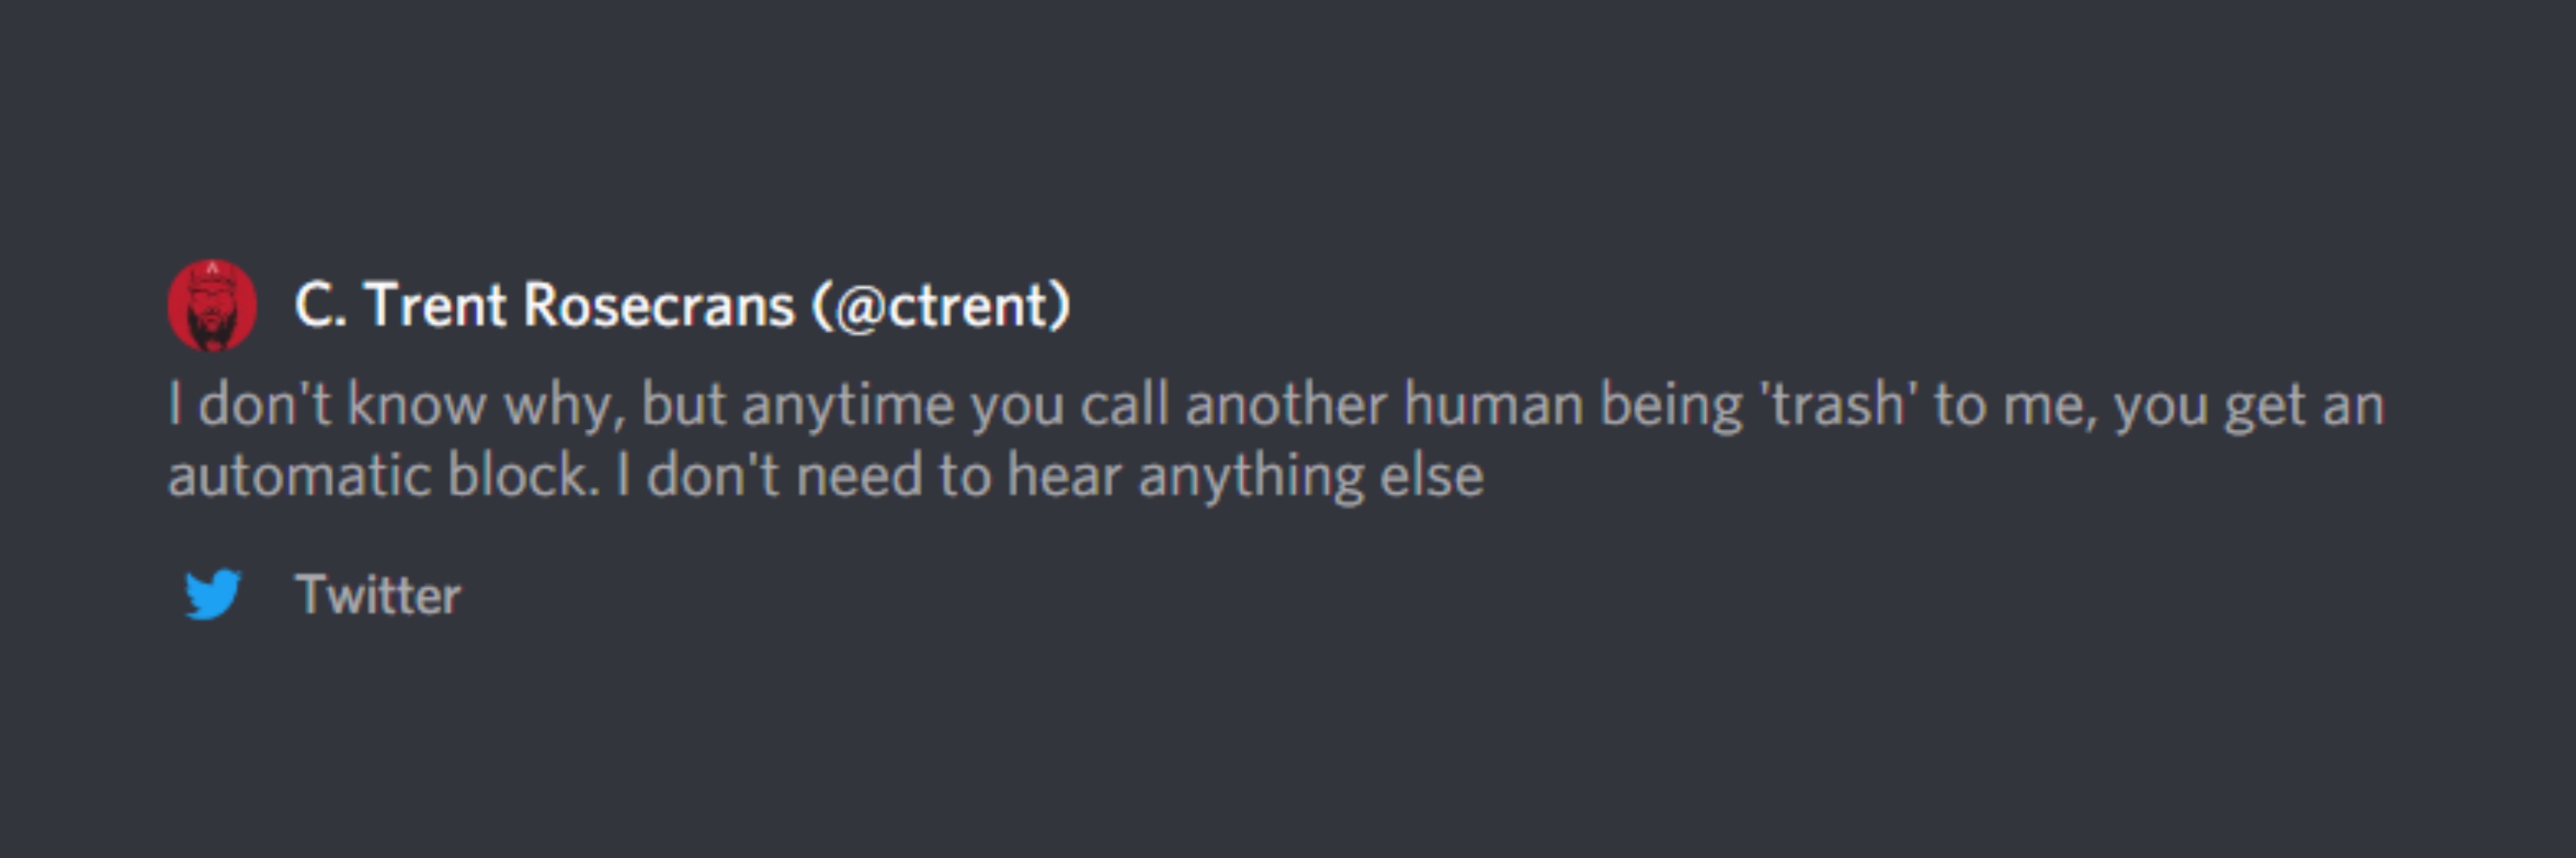 C. Trent Rosecrans (@ctrent)
I don't know why, but anytime you call another human being 'trash' to me, you get an
automatic block. I don't need to hear anything else
Twitter